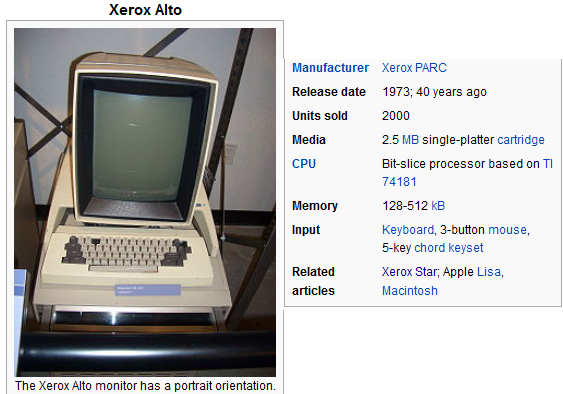 Xerox Alto
Manufacturer Xerox PARC
Release date 1973; 40 years ago
Units sold 2000
Media 2.5 MB single-platter cartridge
CPU Bit-slice processor based on TI
74181
Memory 128-512 kB
Input Keyboard, 3-button mouse,
5-key chord keyset
Related Xerox Star; Apple Lisa,
articles Macintosh
The Xerox Alto monitor has a portrait orientation.